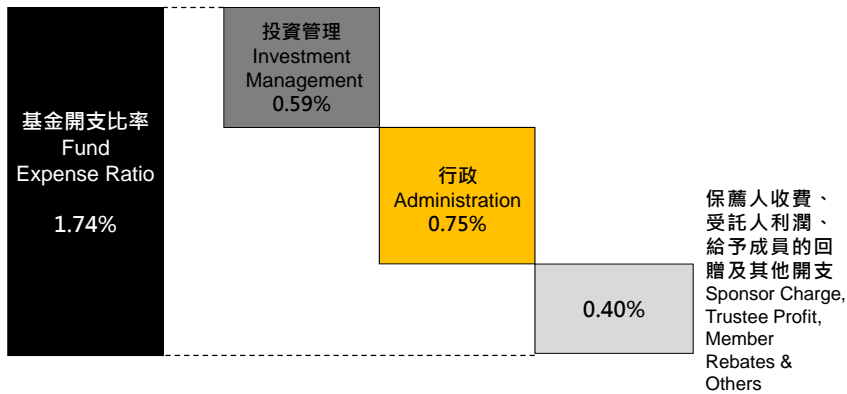 基金開支比率
Fund
Expense Ratio
1.74%
投資管理
Investment
Management
0.59%
行政
Administration
0.75%
0.40%
保薦人收費、
受託人利潤、
給予成員的回
贈及其他開支
Sponsor Charge,
Trustee Profit,
Member
Rebates &
Others